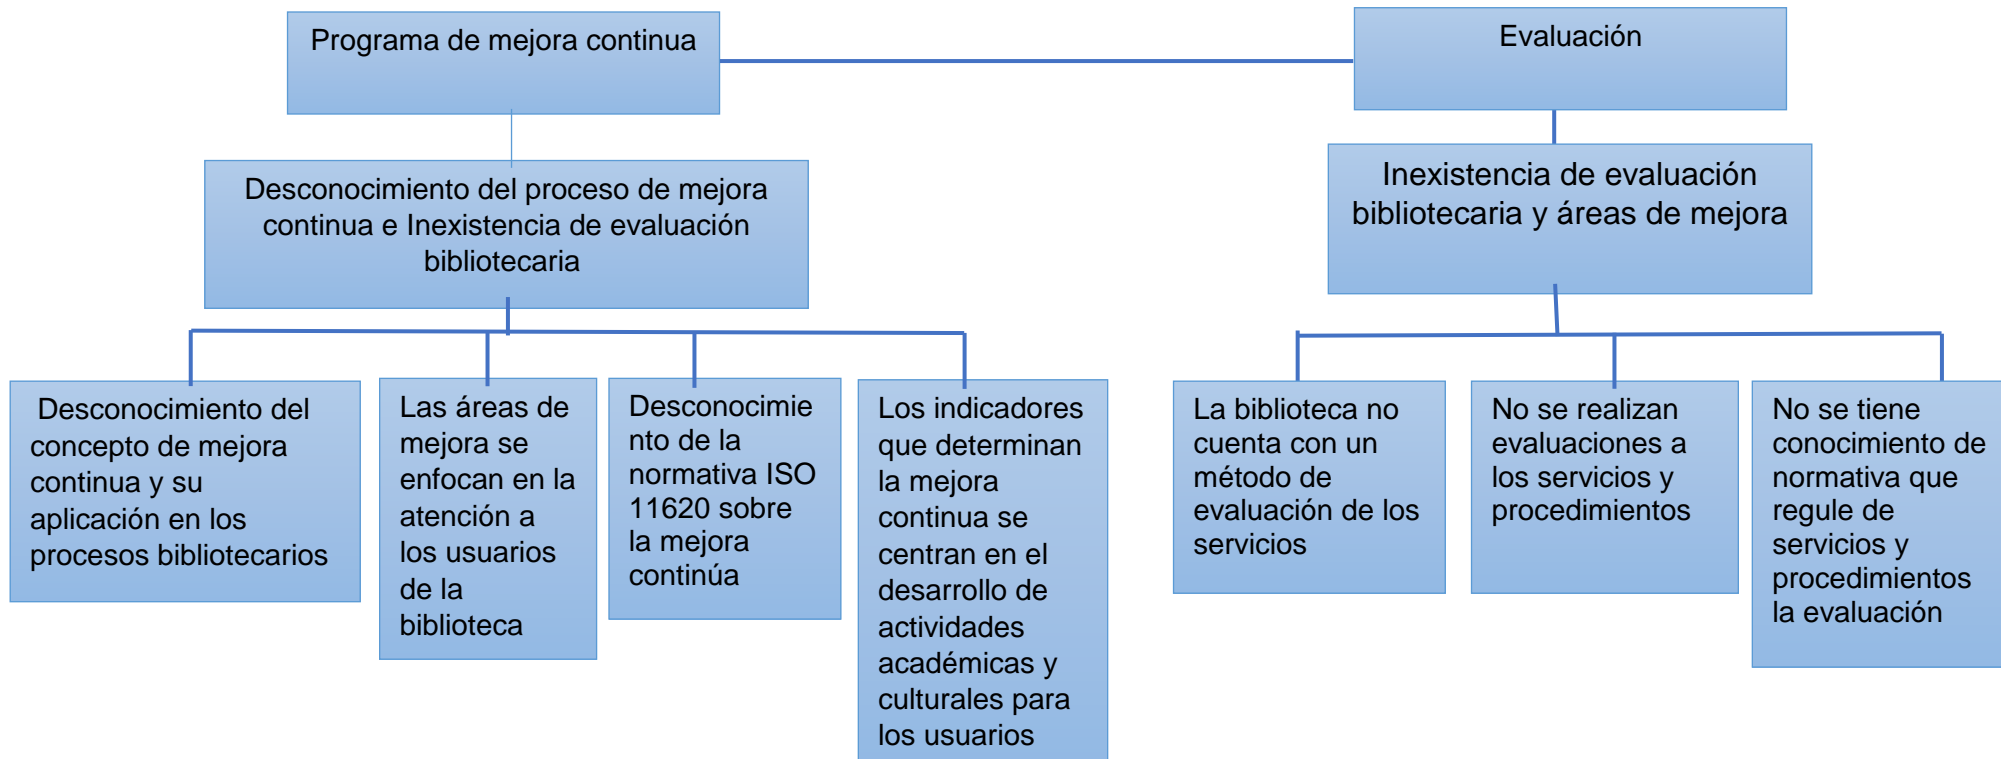 Programa de mejora continua
Evaluación
Desconocimiento del proceso de mejora
continua e Inexistencia de evaluación
bibliotecaria
Inexistencia de evaluación
bibliotecaria y áreas de mejora
Desconocimiento del
concepto de mejora
continua y su
aplicación en los
procesos bibliotecarios
Las áreas de
mejora se
enfocan en la
atención a
los usuarios
de la
biblioteca
Desconocimie
nto de la
normativa ISO
11620 sobre
la mejora
continúa
Los indicadores
que determinan
la mejora
continua se
centran en el
desarrollo de
actividades
académicas y
culturales para
los usuarios
La biblioteca no
cuenta con un
método de
evaluación de los
servicios
No se realizan
evaluaciones a
los servicios y
procedimientos
No se tiene
conocimiento de
normativa que
regule de
servicios y
procedimientos
la evaluación